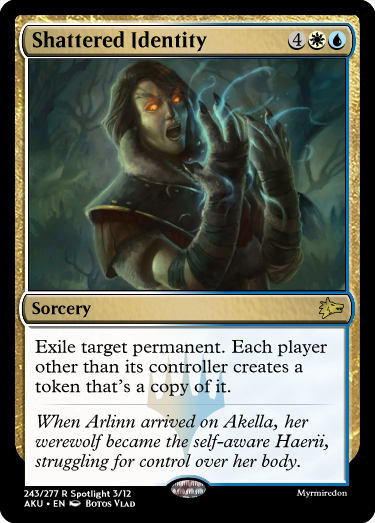 Shattered Identity 4
Sorcery
Exile target permanent. Each player
other than its controller creates a
token that's a copy of it.
When Arlinn arrived on Akella, her
werewolf became the self-aware Haerü,
struggling for control over her body.
243/277 R Spotlight 3/12 Myrmiredon
AKU • EN Botos Vlad